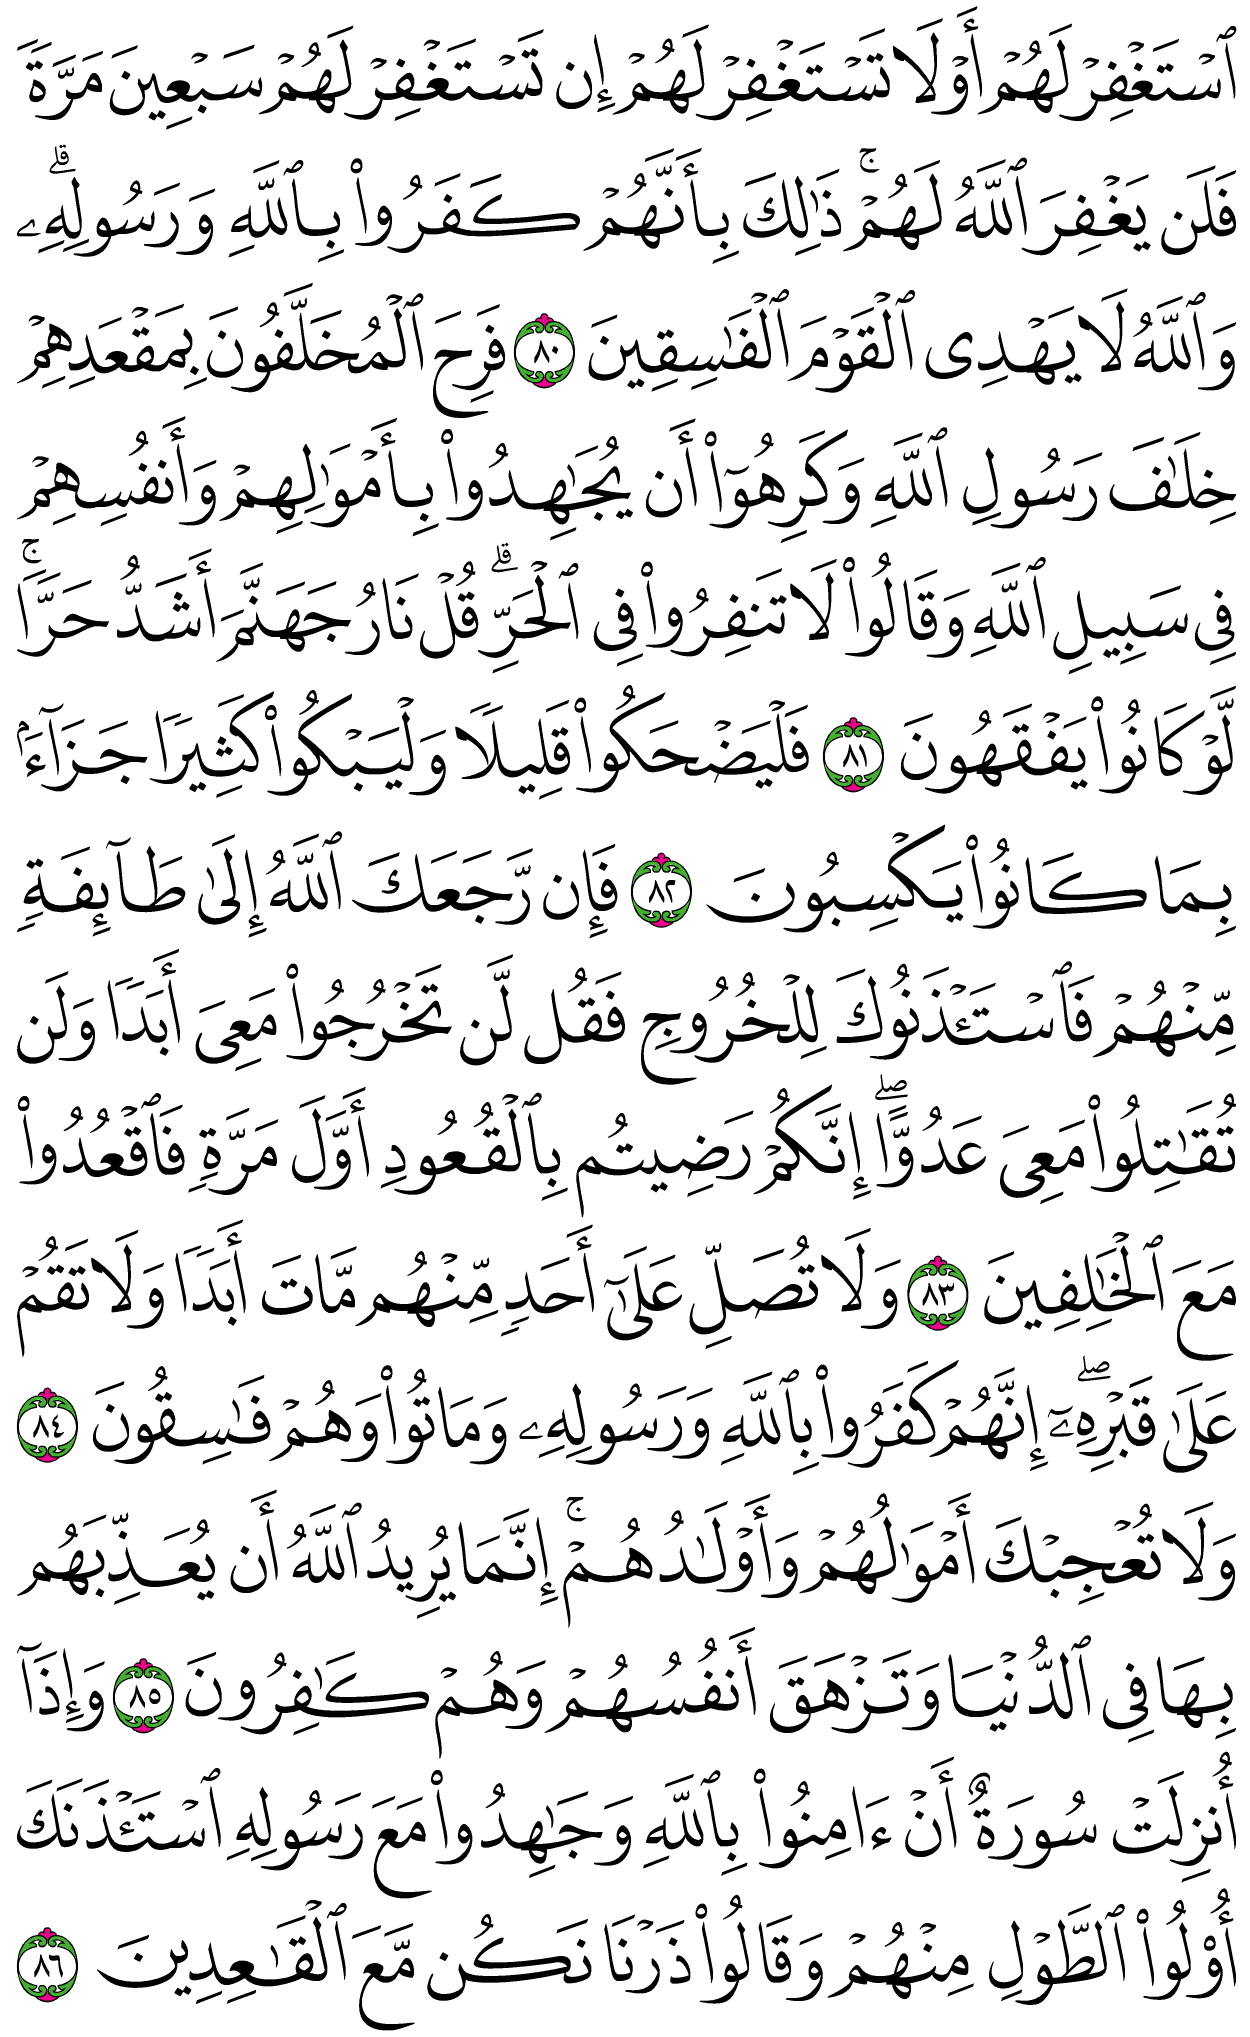 ٱسۡتَغۡفِرۡ لَهُمۡ أَوۡ لَا تَسۡتَغۡفِرۡ لَهُمۡ إِن تَسۡتَغۡفِرۡ لَهُمۡ سَبۡعِينَ مَرَّةٗ
فَلَن يَغۡفِرَ ٱللَّهُ لَهُمۡۚ ذَٰلِكَ بِأَنَّهُمۡ كَفَرُواْ بِٱللَّهِ وَرَسُولِهِۦۗ
وَٱللَّهُ لَا يَهۡدِي ٱلۡقَوۡمَ ٱلۡفَٰسِقِينَ ٨٠ فَرِحَ ٱلۡمُخَلَّفُونَ بِمَقۡعَدِهِمۡ
خِلَٰفَ رَسُولِ ٱللَّهِ وَكَرِهُوٓاْ أَن يُجَٰهِدُواْ بِأَمۡوَٰلِهِمۡ وَأَنفُسِهِمۡ
فِي سَبِيلِ ٱللَّهِ وَقَالُواْ لَا تَنفِرُواْ فِي ٱلۡحَرِّۗ قُلۡ نَارُ جَهَنَّمَ أَشَدُّ حَرّٗاۚ
لَّوۡ كَانُواْ يَفۡقَهُونَ ٨١ فَلۡيَضۡحَكُواْ قَلِيلٗا وَلۡيَبۡكُواْ كَثِيرٗا جَزَآءَۢ
بِمَا كَانُواْ يَكۡسِبُونَ ٨٢ فَإِن رَّجَعَكَ ٱللَّهُ إِلَىٰ طَآئِفَةٖ
مِّنۡهُمۡ فَٱسۡتَـٔۡذَنُوكَ لِلۡخُرُوجِ فَقُل لَّن تَخۡرُجُواْ مَعِيَ أَبَدٗا وَلَن
تُقَٰتِلُواْ مَعِيَ عَدُوًّاۖ إِنَّكُمۡ رَضِيتُم بِٱلۡقُعُودِ أَوَّلَ مَرَّةٖ فَٱقۡعُدُواْ
مَعَ ٱلۡخَٰلِفِينَ ٨٣ وَلَا تُصَلِّ عَلَىٰٓ أَحَدٖ مِّنۡهُم مَّاتَ أَبَدٗا وَلَا تَقُمۡ
عَلَىٰ قَبۡرِهِۦٓۖ إِنَّهُمۡ كَفَرُواْ بِٱللَّهِ وَرَسُولِهِۦ وَمَاتُواْ وَهُمۡ فَٰسِقُونَ ٨٤
وَلَا تُعۡجِبۡكَ أَمۡوَٰلُهُمۡ وَأَوۡلَٰدُهُمۡۚ إِنَّمَا يُرِيدُ ٱللَّهُ أَن يُعَذِّبَهُم
بِهَا فِي ٱلدُّنۡيَا وَتَزۡهَقَ أَنفُسُهُمۡ وَهُمۡ كَٰفِرُونَ ٨٥ وَإِذَآ
أُنزِلَتۡ سُورَةٌ أَنۡ ءَامِنُواْ بِٱللَّهِ وَجَٰهِدُواْ مَعَ رَسُولِهِ ٱسۡتَـٔۡذَنَكَ
أُوْلُواْ ٱلطَّوۡلِ مِنۡهُمۡ وَقَالُواْ ذَرۡنَا نَكُن مَّعَ ٱلۡقَٰعِدِينَ ٨٦